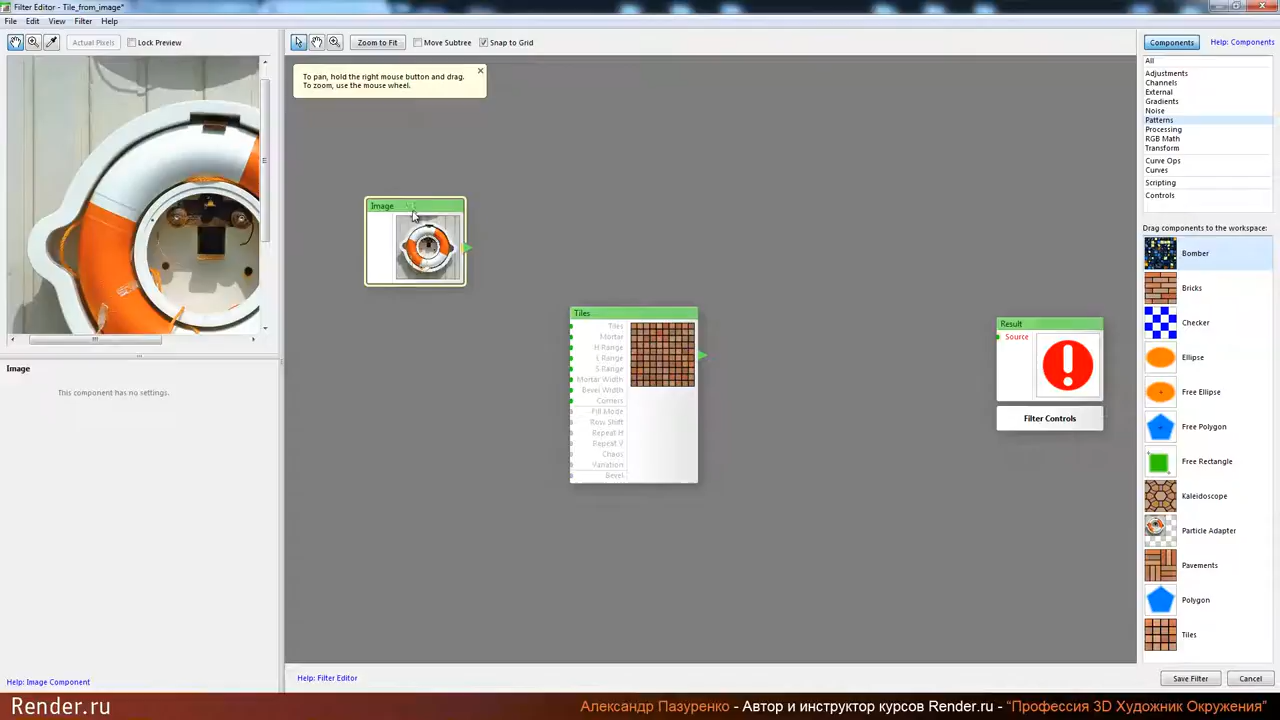 Filter Editor - Tile_from_image*
File Edit View Filter Help
Actual Pixels Lock Preview
Zoom to Fit Move Subtree Snap to Grid
Components Help: Components
To pan, hold the right mouse button and drag.
To zoom, use the mouse wheel.
All
Adjustments
Channels
External
Gradients
Noise
Patterns
Processing
RGB Math
Transform
Curve Ops
Curves
Scripting
Controls
Drag components to the workspace:
Bomber
Bricks
Checker
Ellipse
Free Ellipse
Free Polygon
Free Rectangle
Kaleidoscope
Particle Adapter
Pavements
Polygon
Tiles
Image
Tiles
Tiles
Mortar
H Range
L Range
S Range
Mortar Width
Bevel Width
Corners
Fill Mode
Row Shift
Repeat H
Repeat V
Chaos
Variation
Bevel
Result
Source
Filter Controls
Image
This component has no settings.
Help: Image Component
Help: Filter Editor
Save Filter Cancel
Render.ru
Александр Пазуренко - Автор и инструктор курсов Render.ru - "Профессия 3D Художник Окружения"